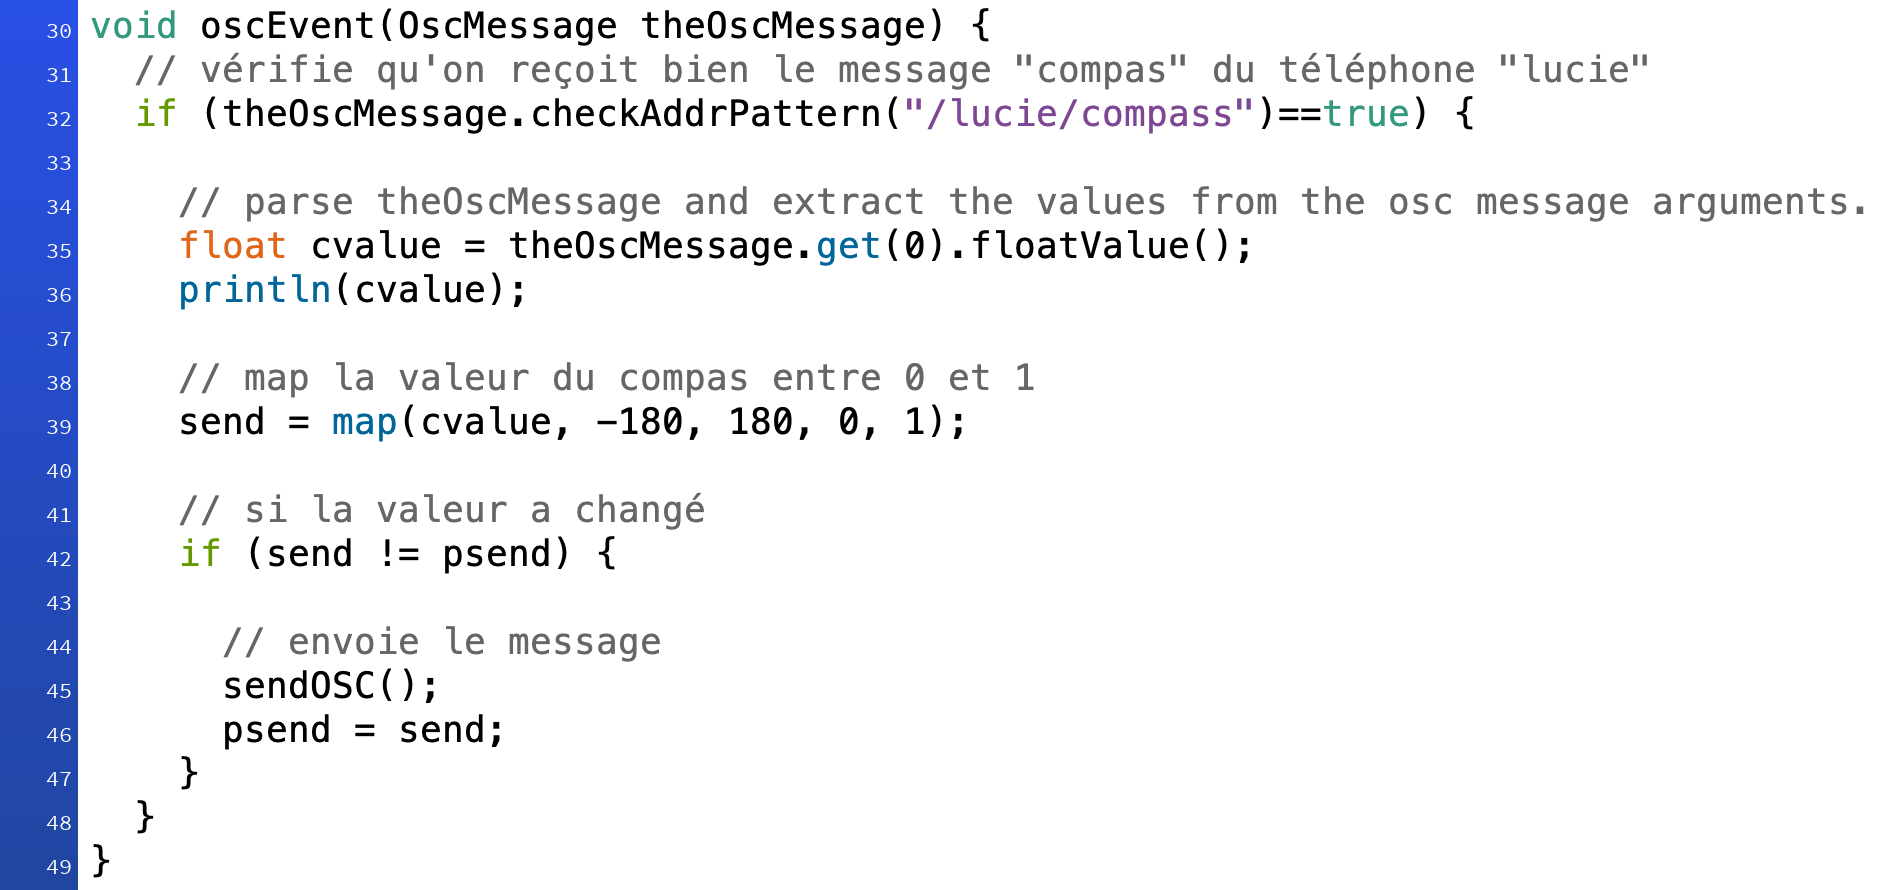 30 void oscEvent(OscMessage theOscMessage) {
31   // vérifie qu'on reçoit bien le message "compas" du téléphone "lucie"
32   if (theOscMessage.checkAddrPattern("/lucie/compass")==true) {
33
34     // parse theOscMessage and extract the values from the osc message arguments.
35     float cvalue = theOscMessage.get(0).floatValue();
36     println(cvalue);
37
38     // map la valeur du compas entre 0 et 1
39     send = map(cvalue, -180, 180, 0, 1);
40
41     // si la valeur a changé
42     if (send != psend) {
43
44       // envoie le message
45       sendOSC();
46       psend = send;
47     }
48   }
49 }